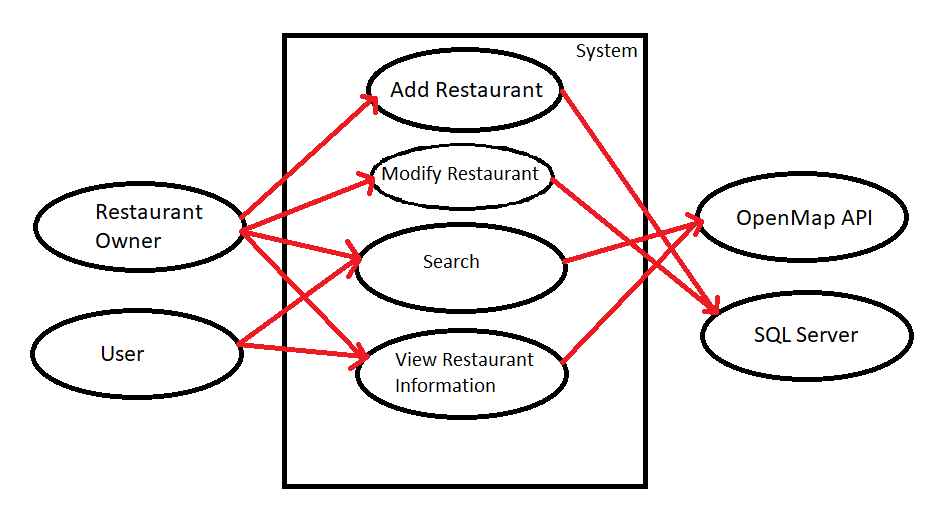 System
Add Restaurant
Modify Restaurant
Restaurant
Owner
Search
User
View Restaurant
Information
OpenMap API
SQL Server